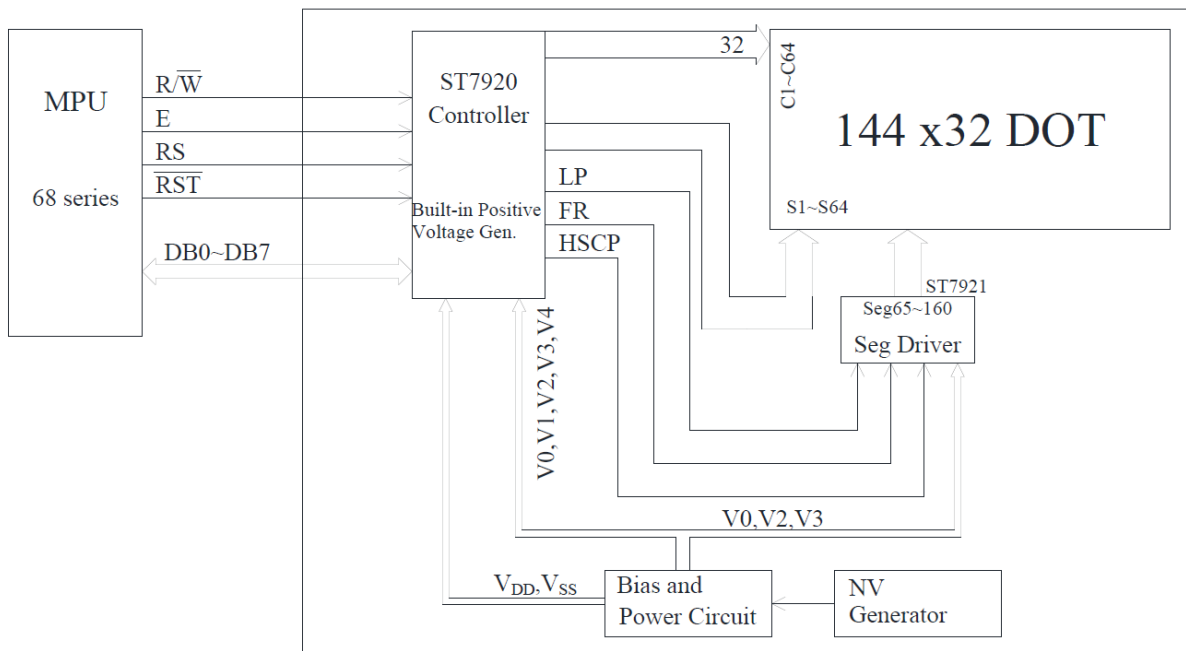 MPU
68 series
R/W̅
E
RS
R̅S̅T̅
DB0~DB7
ST7920
Controller
Built-in Positive
Voltage Gen.
32
C1~C64
144 x32 DOT
S1~S64
LP
FR
HSCP
ST7921
Seg65~160
Seg Driver
V0,V1,V2,V3,V4
V0,V2,V3
VDD,VSS
Bias and
Power Circuit
NV
Generator